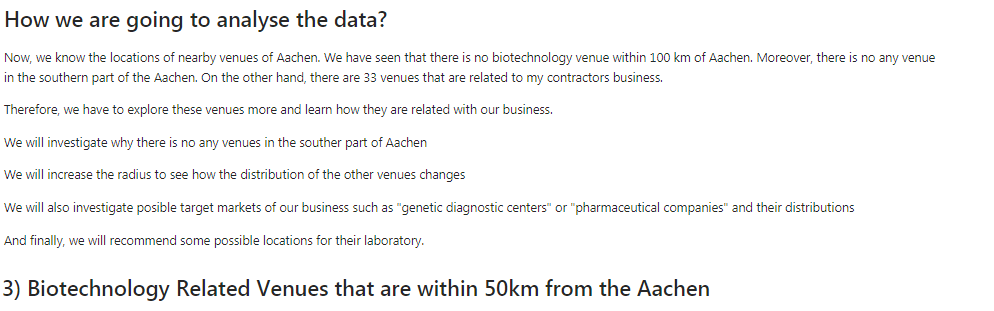 How we are going to analyse the data?
Now, we know the locations of nearby venues of Aachen. We have seen that there is no biotechnology venue within 100 km of Aachen. Moreover, there is no any venue
in the southern part of the Aachen. On the other hand, there are 33 venues that are related to my contractors business.
Therefore, we have to explore these venues more and learn how they are related with our business.
We will investigate why there is no any venues in the souther part of Aachen
We will increase the radius to see how the distribution of the other venues changes
We will also investigate posible target markets of our business such as "genetic diagnostic centers" or "pharmaceutical companies" and their distributions
And finally, we will recommend some possible locations for their laboratory.
3) Biotechnology Related Venues that are within 50km from the Aachen